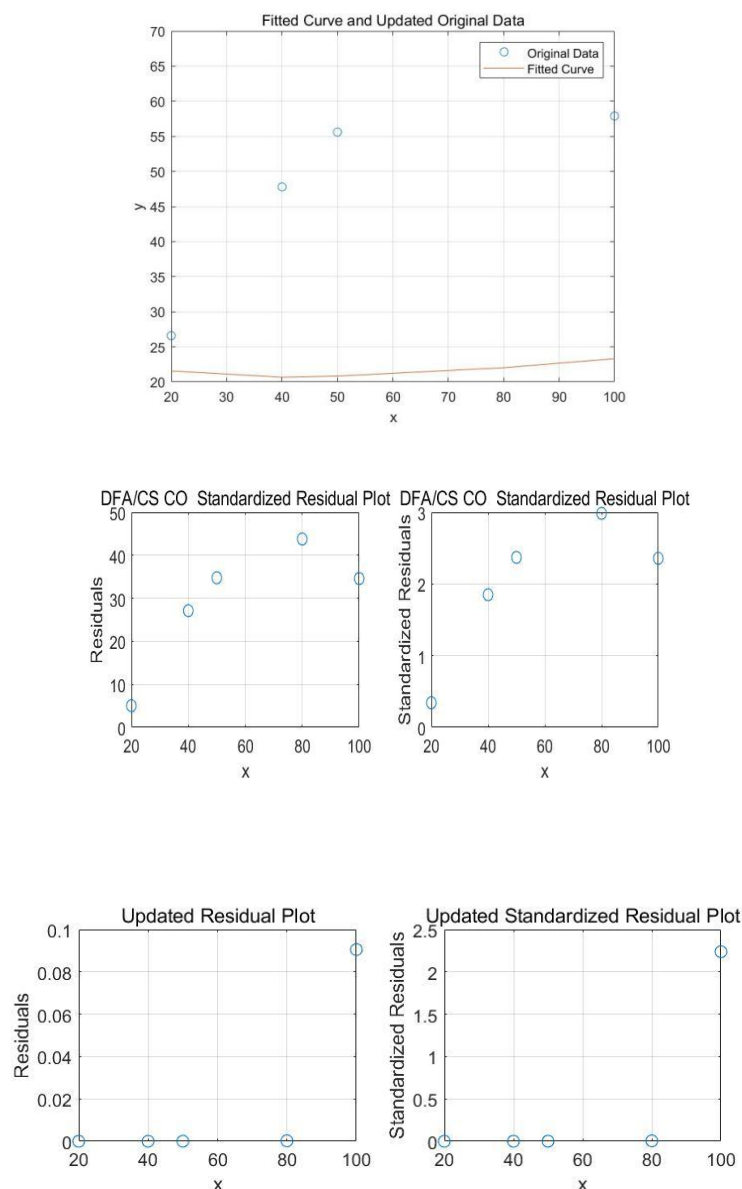 Fitted Curve and Updated Original Data
70
65
60
55
50
45
40
35
30
25
20
y
20 30 40 50 60 70 80 90 100
x
Original Data
Fitted Curve
DFA/CS CO Standardized Residual Plot
50
40
30
20
10
0
Residuals
20 40 60 80 100
x
DFA/CS CO Standardized Residual Plot
3
2
1
0
Standardized Residuals
20 40 60 80 100
x
Updated Residual Plot
0.1
0.08
0.06
0.04
0.02
0
Residuals
20 40 60 80 100
x
Updated Standardized Residual Plot
2.5
2
1.5
1
0.5
0
Standardized Residuals
20 40 60 80 100
x